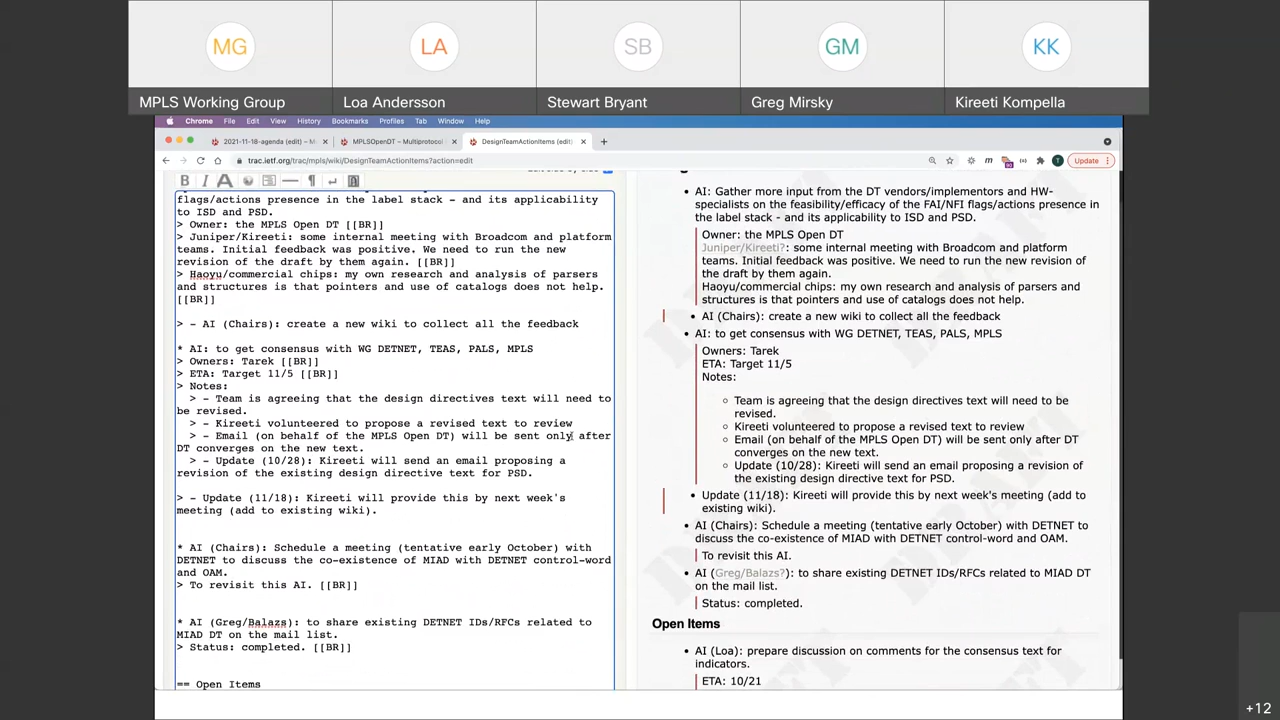 MG
LA
SB
GM
KK
MPLS Working Group
Loa Andersson
Stewart Bryant
Greg Mirsky
Kireeti Kompella
Chrome File Edit View History Bookmarks Profiles Tab Window Help
2021-11-18-agenda (edit) – M
MPLSOpenDT – Multiprotocol
DesignTeamActionItems (edit)
trac.ietf.org/trac/mpls/wiki/DesignTeamActionItems?action=edit
Update
B I A
flags/actions presence in the label stack - and its applicability
to ISD and PSD.
> Owner: the MPLS Open DT [[BR]]
> Juniper/Kireeti: some internal meeting with Broadcom and platform
teams. Initial feedback was positive. We need to run the new
revision of the draft by them again. [[BR]]
> Haoyu/commercial chips: my own research and analysis of parsers
and structures is that pointers and use of catalogs does not help.
[[BR]]
> - AI (Chairs): create a new wiki to collect all the feedback
* AI: to get consensus with WG DETNET, TEAS, PALS, MPLS
> Owners: Tarek [[BR]]
> ETA: Target 11/5 [[BR]]
> Notes:
> - Team is agreeing that the design directives text will need to
be revised.
> - Kireeti volunteered to propose a revised text to review
> - Email (on behalf of the MPLS Open DT) will be sent only after
DT converges on the new text.
> - Update (10/28): Kireeti will send an email proposing a
revision of the existing design directive text for PSD.
> - Update (11/18): Kireeti will provide this by next week's
meeting (add to existing wiki).
* AI (Chairs): Schedule a meeting (tentative early October) with
DETNET to discuss the co-existence of MIAD with DETNET control-word
and OAM.
> To revisit this AI. [[BR]]
* AI (Greg/Balazs): to share existing DETNET IDs/RFCs related to
MIAD DT on the mail list.
> Status: completed. [[BR]]
== Open Items
AI: Gather more input from the DT vendors/implementors and HW-
specialists on the feasibility/efficacy of the FAI/NFI flags/actions presence in
the label stack - and its applicability to ISD and PSD.
Owner: the MPLS Open DT
Juniper/Kireeti?: some internal meeting with Broadcom and platform
teams. Initial feedback was positive. We need to run the new revision of
the draft by them again.
Haoyu/commercial chips: my own research and analysis of parsers and
structures is that pointers and use of catalogs does not help.
AI (Chairs): create a new wiki to collect all the feedback
AI: to get consensus with WG DETNET, TEAS, PALS, MPLS
Owners: Tarek
ETA: Target 11/5
Notes:
Team is agreeing that the design directives text will need to be
revised.
Kireeti volunteered to propose a revised text to review
Email (on behalf of the MPLS Open DT) will be sent only after DT
converges on the new text.
Update (10/28): Kireeti will send an email proposing a revision of
the existing design directive text for PSD.
Update (11/18): Kireeti will provide this by next week's meeting (add to
existing wiki).
AI (Chairs): Schedule a meeting (tentative early October) with DETNET to
discuss the co-existence of MIAD with DETNET control-word and OAM.
To revisit this AI.
AI (Greg/Balazs?): to share existing DETNET IDs/RFCs related to MIAD DT
on the mail list.
Status: completed.
Open Items
AI (Loa): prepare discussion on comments for the consensus text for
indicators.
ETA: 10/21
+12